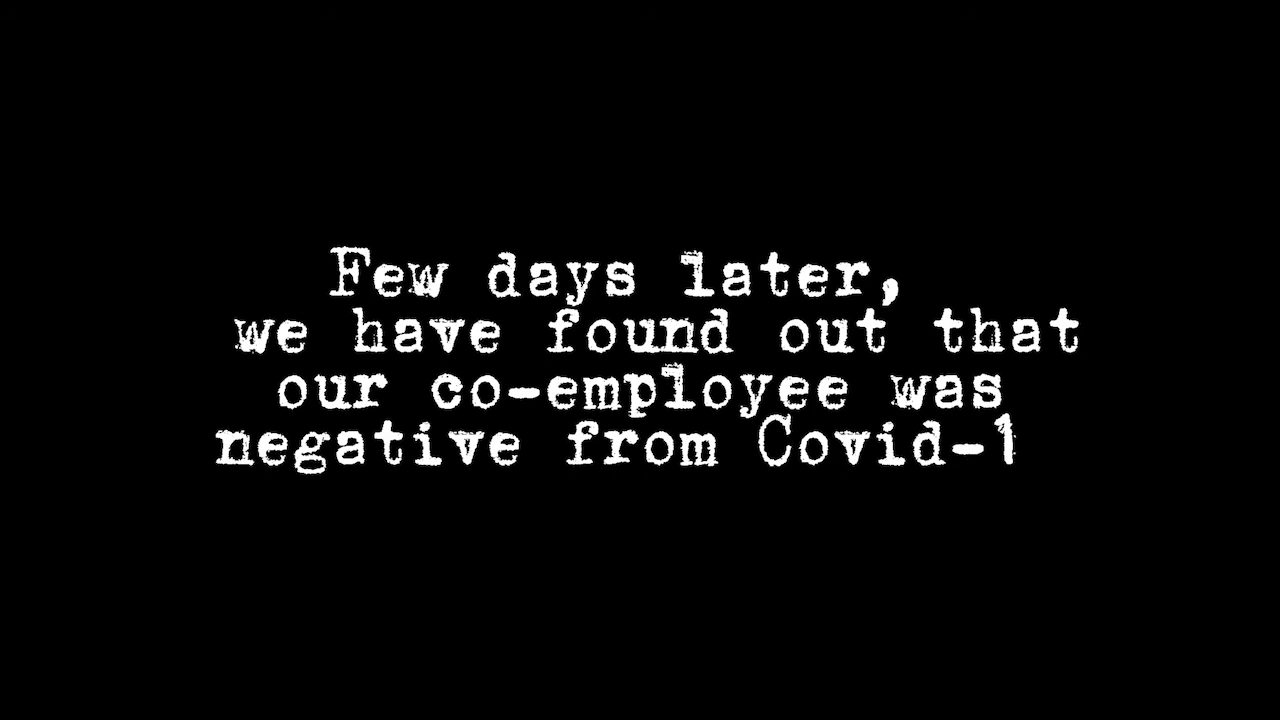 Few days later,
we have found out that
our co-employee was
negative from Covid-1